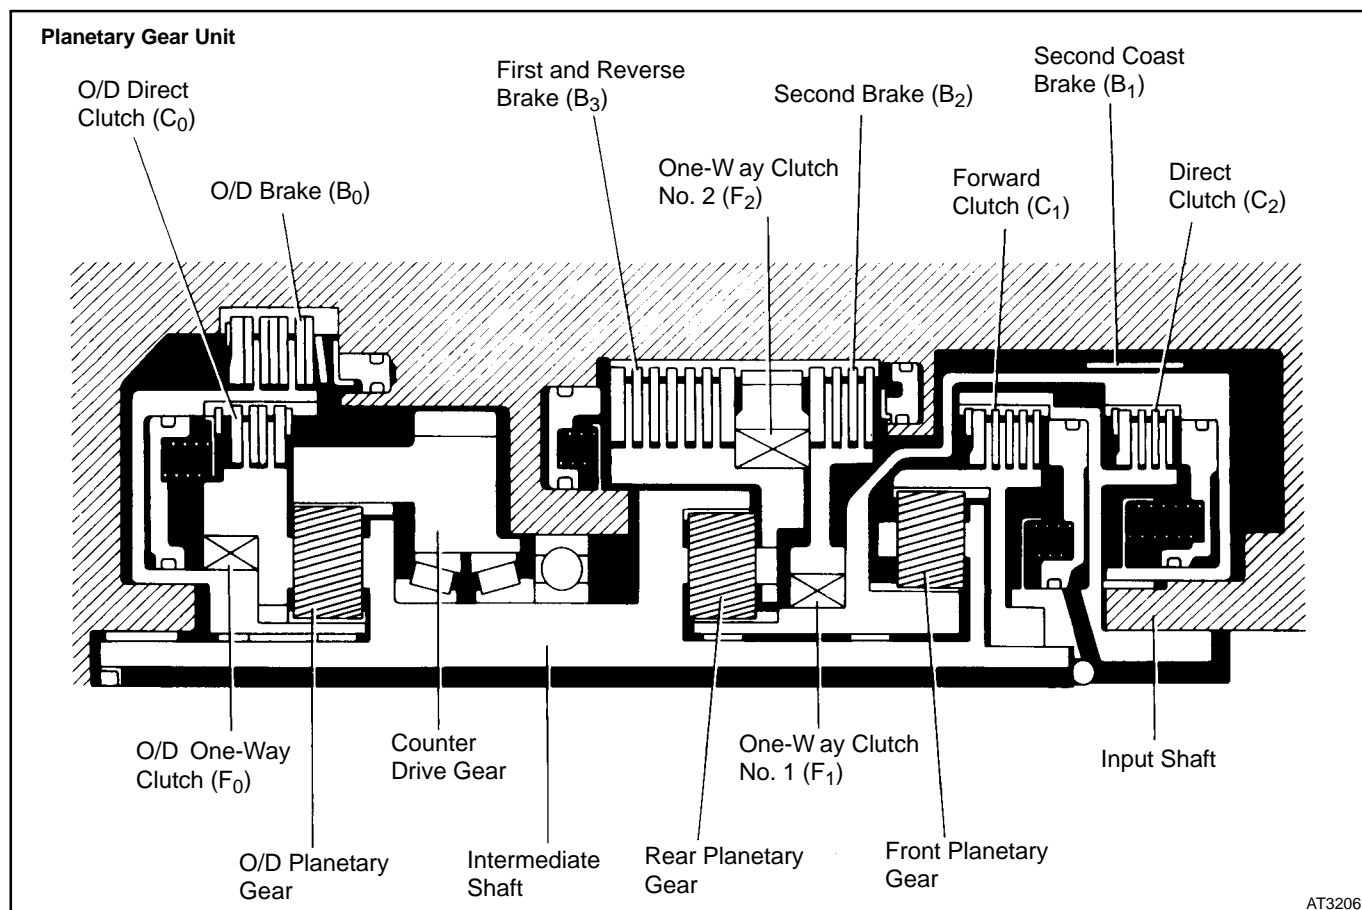 Planetary Gear Unit
O/D Direct
Clutch (C0)
O/D Brake (B0)
First and Reverse
Brake (B3)
One-W ay Clutch
No. 2 (F2)
Second Brake (B2)
Second Coast
Brake (B1)
Forward
Clutch (C1)
Direct
Clutch (C2)
O/D One-Way
Clutch (F0)
Counter
Drive Gear
One-W ay Clutch
No. 1 (F1)
Input Shaft
O/D Planetary
Gear
Intermediate
Shaft
Rear Planetary
Gear
Front Planetary
Gear
AT3206